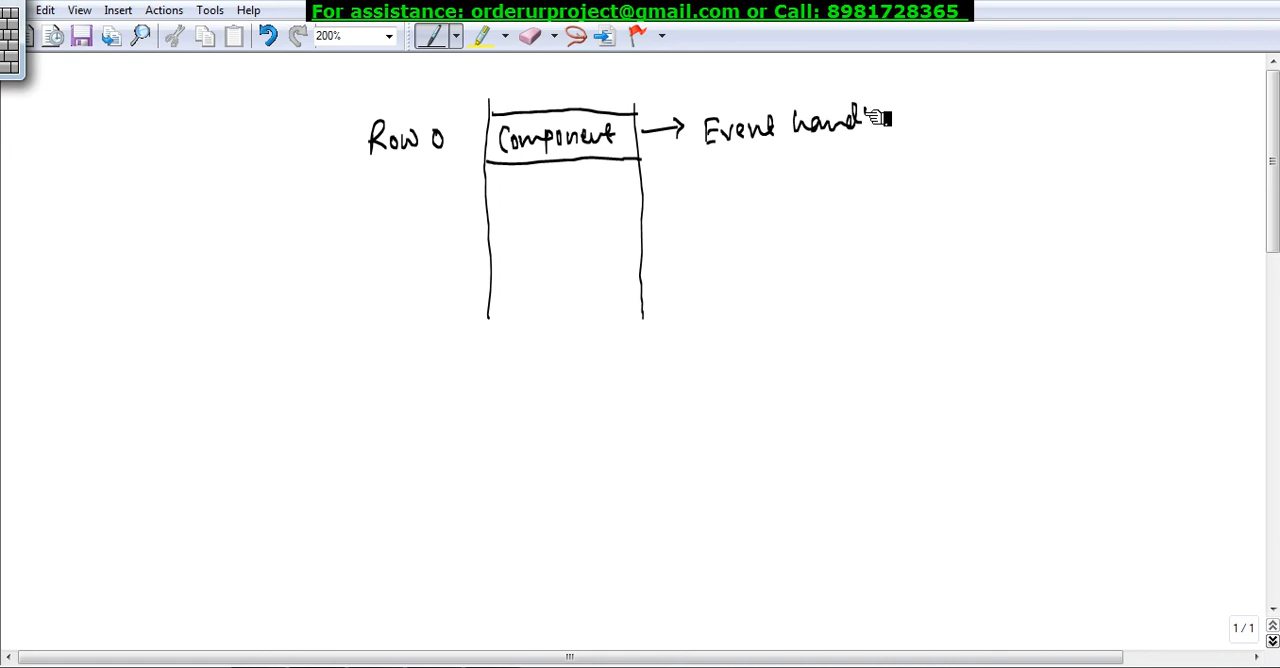 For assistance: orderurproject@gmail.com or Call: 8981728365
Edit View Insert Actions Tools Help
200%
Row 0 Component → Event hand
1 / 1